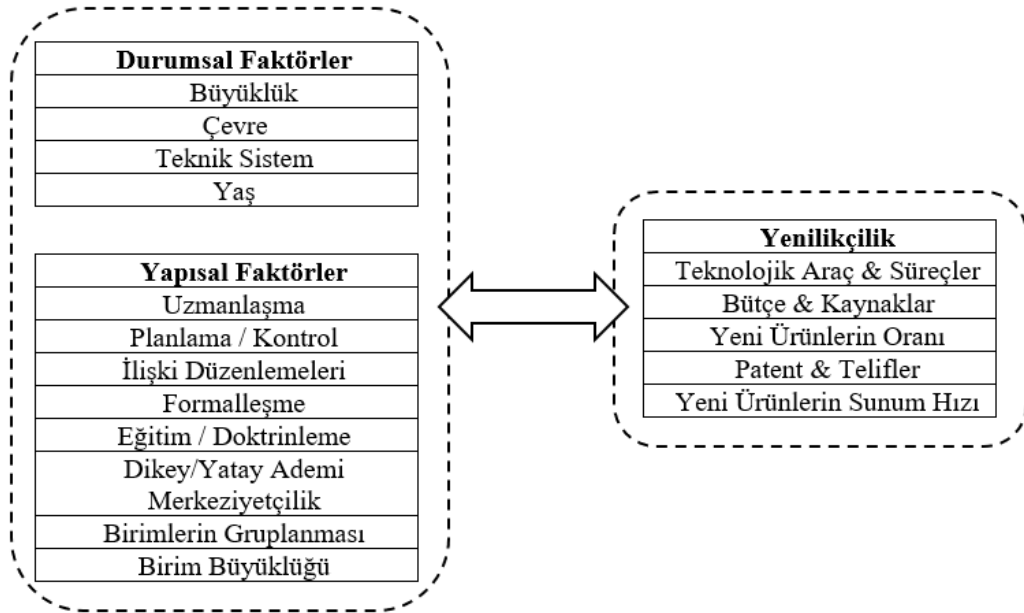 Durumsal Faktörler
Büyüklük
Çevre
Teknik Sistem
Yaş
Yapısal Faktörler
Uzmanlaşma
Planlama / Kontrol
İlişki Düzenlemeleri
Formalleşme
Eğitim / Doktrinleme
Dikey/Yatay Ademi
Merkeziyetçilik
Birimlerin Gruplanması
Birim Büyüklüğü
Yenilikçilik
Teknolojik Araç & Süreçler
Bütçe & Kaynaklar
Yeni Ürünlerin Oranı
Patent & Telifler
Yeni Ürünlerin Sunum Hızı